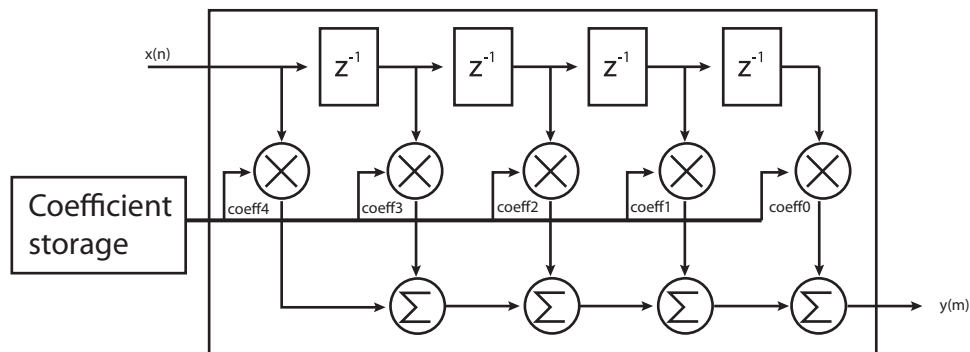 x(n)
z-1 z-1 z-1 z-1
Coefficient
storage
coeff4 coeff3 coeff2 coeff1 coeff0
Σ Σ Σ Σ
y(m)